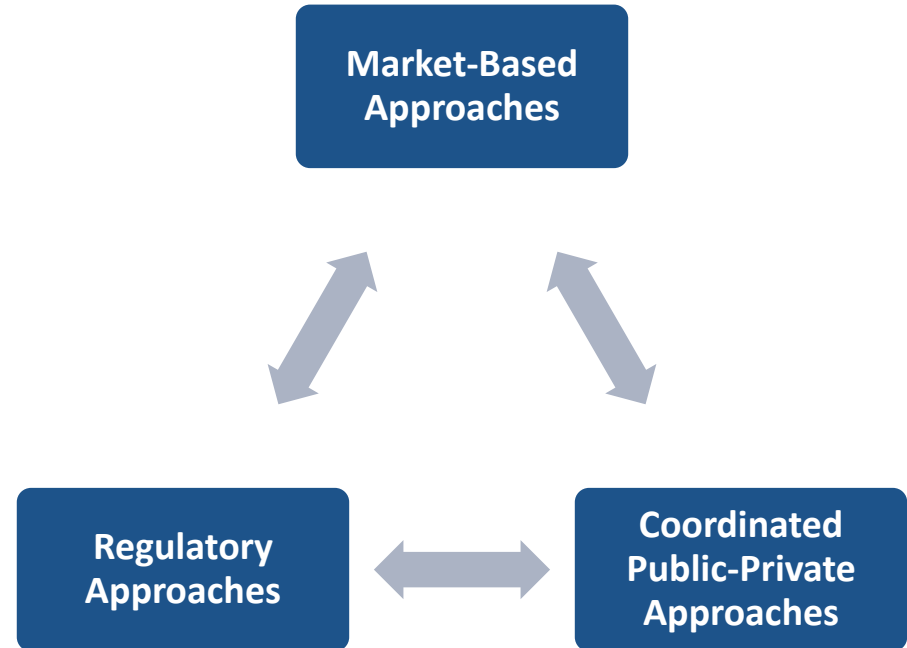 Market-Based
Approaches
Regulatory
Approaches
Coordinated
Public-Private
Approaches